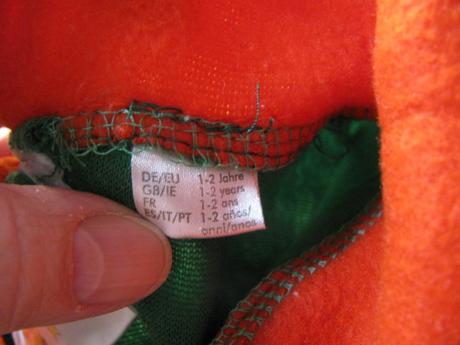 DE/EU 1-2 Jahre
GB/IE 1-2 years
FR 1-2 ans
ES/IT/PT 1-2 años/
anni/anos